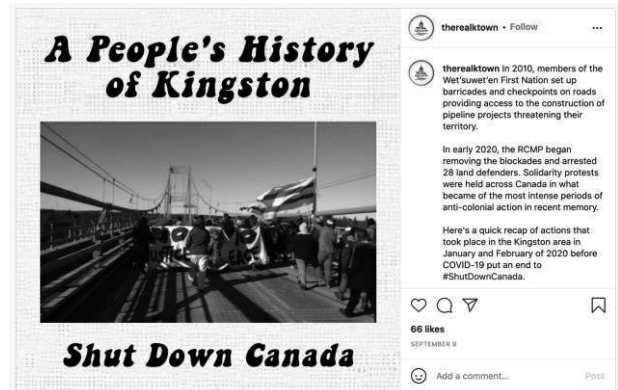 A People's History
of Kingston
JUSTICE
PEACE
Shut Down Canada
therealktown • Follow
therealktown In 2010, members of the
Wet'suwet'en First Nation set up
barricades and checkpoints on roads
providing access to the construction of
pipeline projects threatening their
territory.
In early 2020, the RCMP began
removing the blockades and arrested
28 land defenders. Solidarity protests
were held across Canada in what
became of the most intense periods of
anti-colonial action in recent memory.
Here's a quick recap of actions that
took place in the Kingston area in
January and February of 2020 before
COVID-19 put an end to
#ShutDownCanada.
66 likes
SEPTEMBER 9
Add a comment...
Post